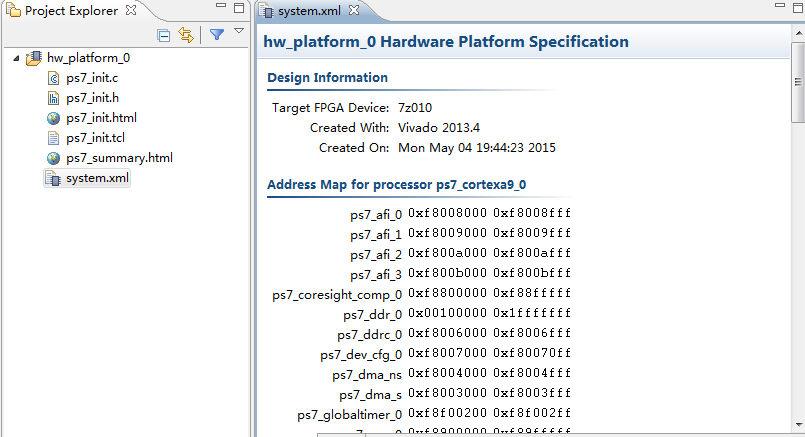 Project Explorer
hw_platform_0
ps7_init.c
ps7_init.h
ps7_init.html
ps7_init.tcl
ps7_summary.html
system.xml
system.xml
hw_platform_0 Hardware Platform Specification
Design Information
Target FPGA Device: 7z010
Created With: Vivado 2013.4
Created On: Mon May 04 19:44:23 2015
Address Map for processor ps7_cortexa9_0
ps7_afi_0 0xf8008000 0xf8008fff
ps7_afi_1 0xf8009000 0xf8009fff
ps7_afi_2 0xf800a000 0xf800afff
ps7_afi_3 0xf800b000 0xf800bfff
ps7_coresight_comp_0 0xf8800000 0xf88fffff
ps7_ddr_0 0x00100000 0x1fffffff
ps7_ddrc_0 0xf8006000 0xf8006fff
ps7_dev_cfg_0 0xf8007000 0xf80070ff
ps7_dma_ns 0xf8004000 0xf8004fff
ps7_dma_s 0xf8003000 0xf8003fff
ps7_globaltimer_0 0xf8f00200 0xf8f002ff